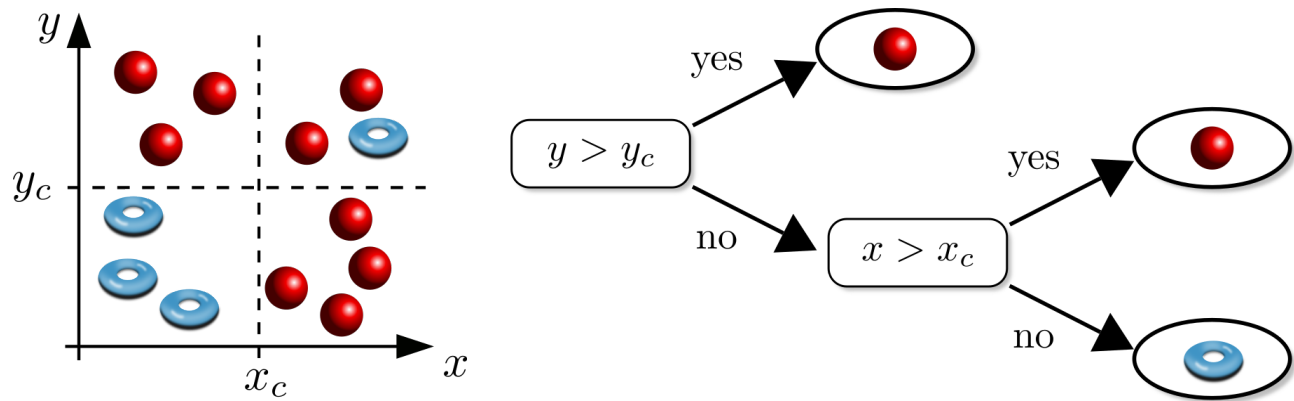 y
y_c
x_c
x
y > y_c
yes
no
x > x_c
yes
no